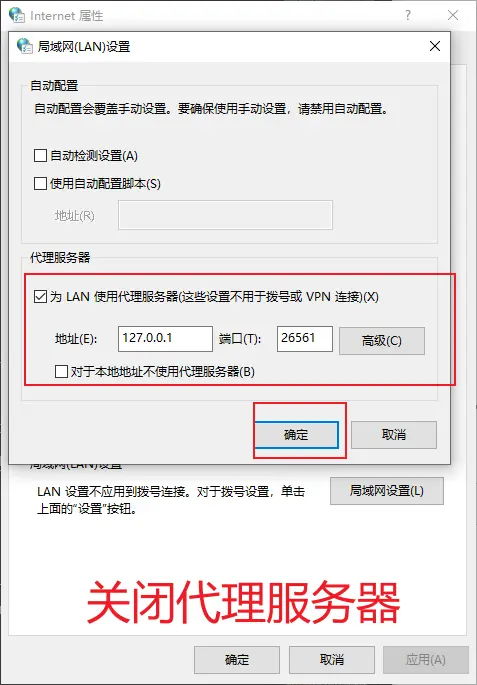 Internet 属性
局域网(LAN)设置
自动配置
自动配置会覆盖手动设置。要确保使用手动设置，请禁用自动配置。
自动检测设置(A)
使用自动配置脚本(S)
地址(R)
代理服务器
为 LAN 使用代理服务器(这些设置不用于拨号或 VPN 连接)(X)
地址(E): 127.0.0.1 端口(T): 26561 高级(C)
对于本地地址不使用代理服务器(B)
确定 取消
局域网(LAN)设置
LAN 设置不应用到拨号连接。对于拨号设置，单击
上面的“设置”按钮。
局域网设置(L)
关闭代理服务器
确定 取消 应用(A)